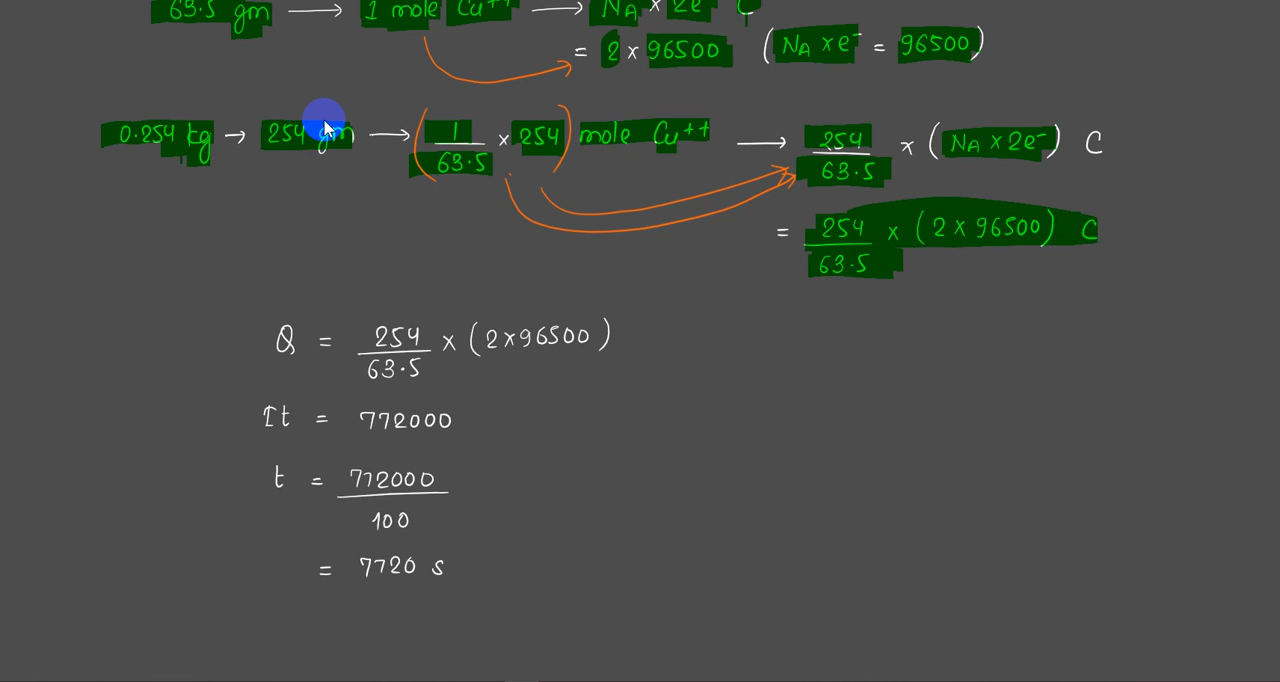 63.5 gm → 1 mole Cu++ → NA × 2e- C
= 2 × 96500 (NA × e- = 96500)
0.254 kg → 254 gm → (1/63.5 × 254) mole Cu++ → 254/63.5 × (NA × 2e-) C
= 254/63.5 × (2 × 96500) C
Q = 254/63.5 × (2×96500)
It = 772000
t = 772000/100
= 7720 s